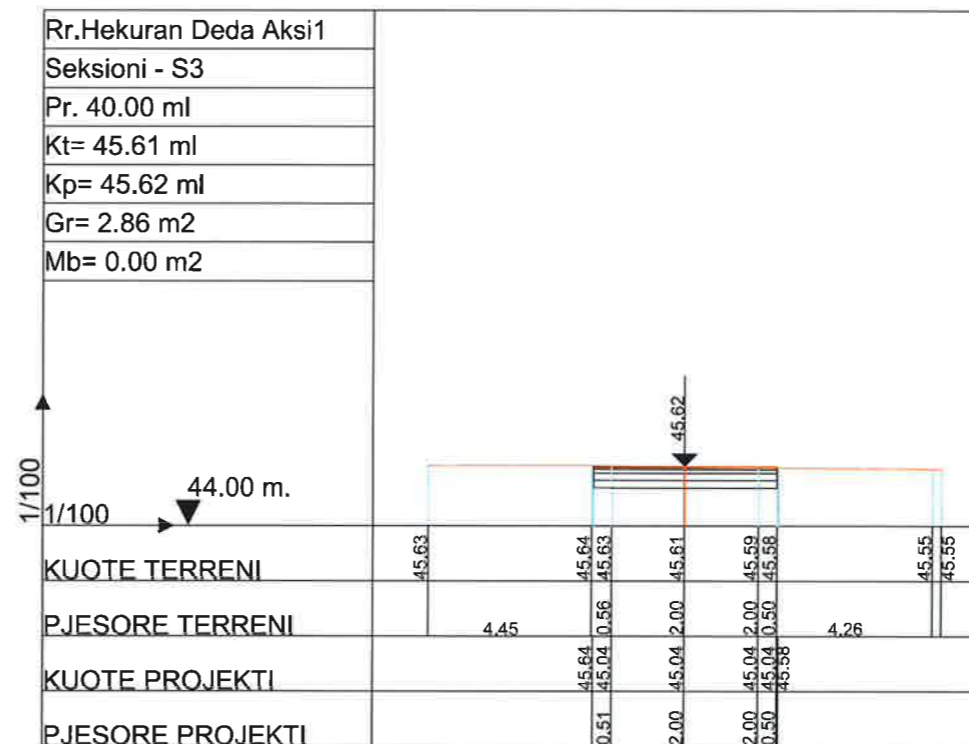 Rr.Hekuran Deda Aksi1
Seksioni - S3
Pr. 40.00 ml
Kt= 45.61 ml
Kp= 45.62 ml
Gr= 2.86 m2
Mb= 0.00 m2
45.62
1/100
44.00 m.
1/100
KUOTE TERRENI 45.63 45.64 45.63 45.61 45.59 45.58 45.55 45.55
PJESORE TERRENI 4.45 0.56 2.00 2.00 0.50 4.26
KUOTE PROJEKTI 45.64 45.04 45.04 45.04 45.04 45.58
PJESORE PROJEKTI 0.51 2.00 2.00 0.50